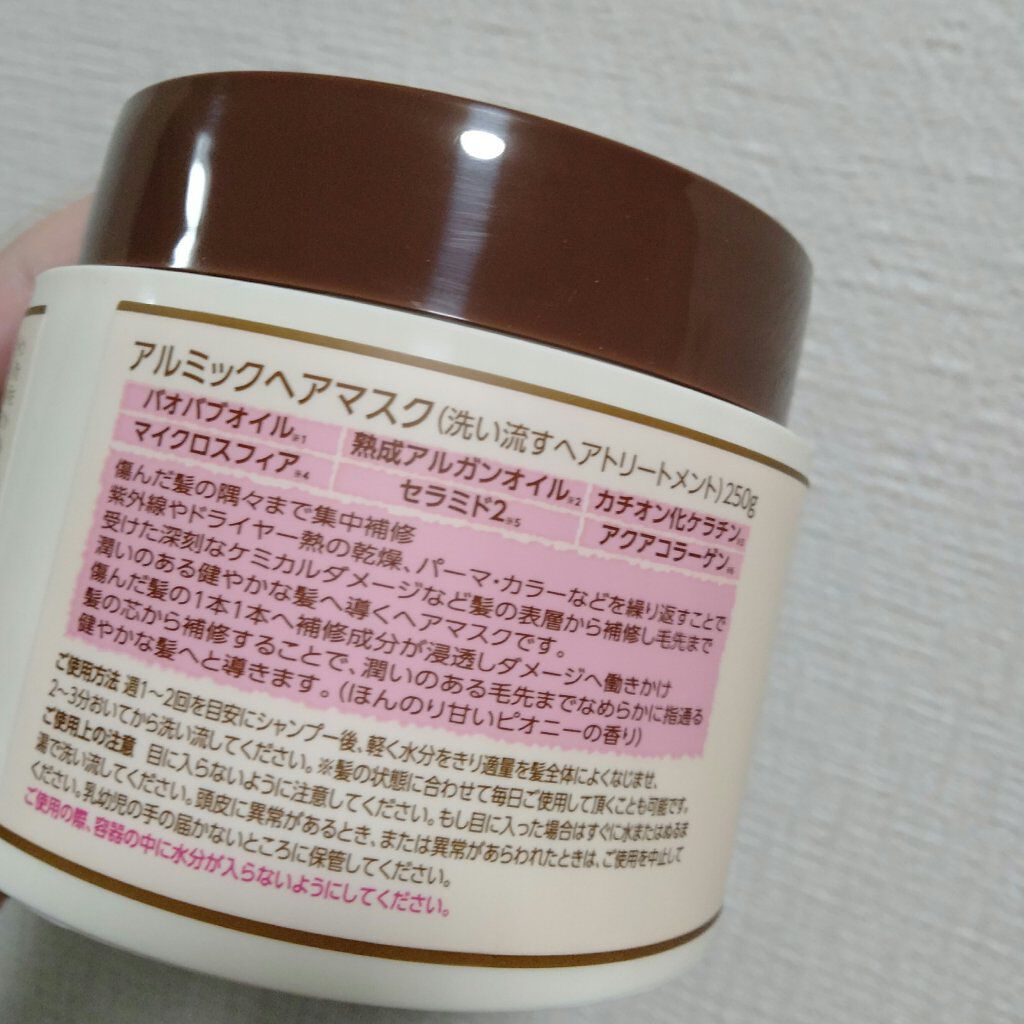 アルミックヘアマスク(洗い流すヘアトリートメント)250g
バオバブオイル※1 熟成アルガンオイル※2 カチオン化ケラチン
マイクロスフィア※4 セラミド2※5 アクアコラーゲン
傷んだ髪の隅々まで集中補修
紫外線やドライヤー熱の乾燥、パーマ・カラーなどを繰り返すことで
受けた深刻なケミカルダメージなど髪の表層から補修し毛先まで
潤いのある健やかな髪へ導くヘアマスクです。
傷んだ髪の1本1本へ補修成分が浸透しダメージへ働きかけ
髪の芯から補修することで、潤いのある毛先までなめらかに指通る
健やかな髪へと導きます。(ほんのり甘いピオニーの香り)
ご使用方法 週1〜2回を目安にシャンプー後、軽く水分をきり適量を髪全体によくなじませ、
2〜3分おいてから洗い流してください。※髪の状態に合わせて毎日ご使用して頂くことも可能です。
ご使用上の注意 目に入らないように注意してください。もし目に入った場合はすぐに水またはぬるま
湯で洗い流してください。頭皮に異常があるとき、または異常があらわれたときは、ご使用を中止して
ください。乳幼児の手の届かないところに保管してください。
ご使用の際、容器の中に水分が入らないようにしてください。